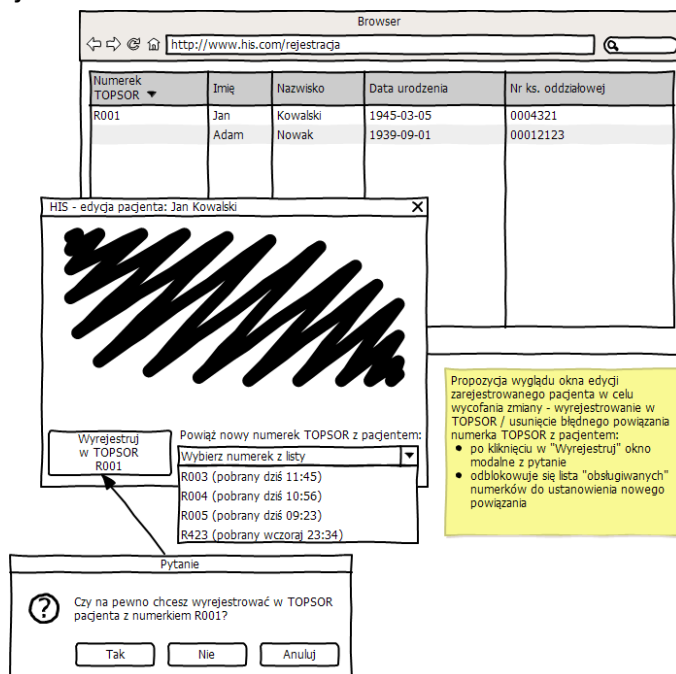 Browser
http://www.his.com/rejestracja
Numerek TOPSOR ▼ Imię Nazwisko Data urodzenia Nr ks. oddziałowej
R001 Jan Kowalski 1945-03-05 0004321
Adam Nowak 1939-09-01 00012123
HIS - edycja pacjenta: Jan Kowalski X
Wyrejestruj
w TOPSOR
R001
Powiąż nowy numerek TOPSOR z pacjentem:
Wybierz numerek z listy
R003 (pobrany dziś 11:45)
R004 (pobrany dziś 10:56)
R005 (pobrany dziś 09:23)
R423 (pobrany wczoraj 23:34)
Propozycja wyglądu okna edycji
zarejestrowanego pacjenta w celu
wycofania zmiany - wyrejestrowanie w
TOPSOR / usunięcie błędnego powiązania
numerka TOPSOR z pacjentem:
• po kliknięciu w "Wyrejestruj" okno
modalne z pytanie
• odblokowuje się lista "obsługiwanych"
numerków do ustanowienia nowego
powiązania
Pytanie
Czy na pewno chcesz wyrejestrować w TOPSOR
pacjenta z numerkiem R001?
Tak Nie Anuluj